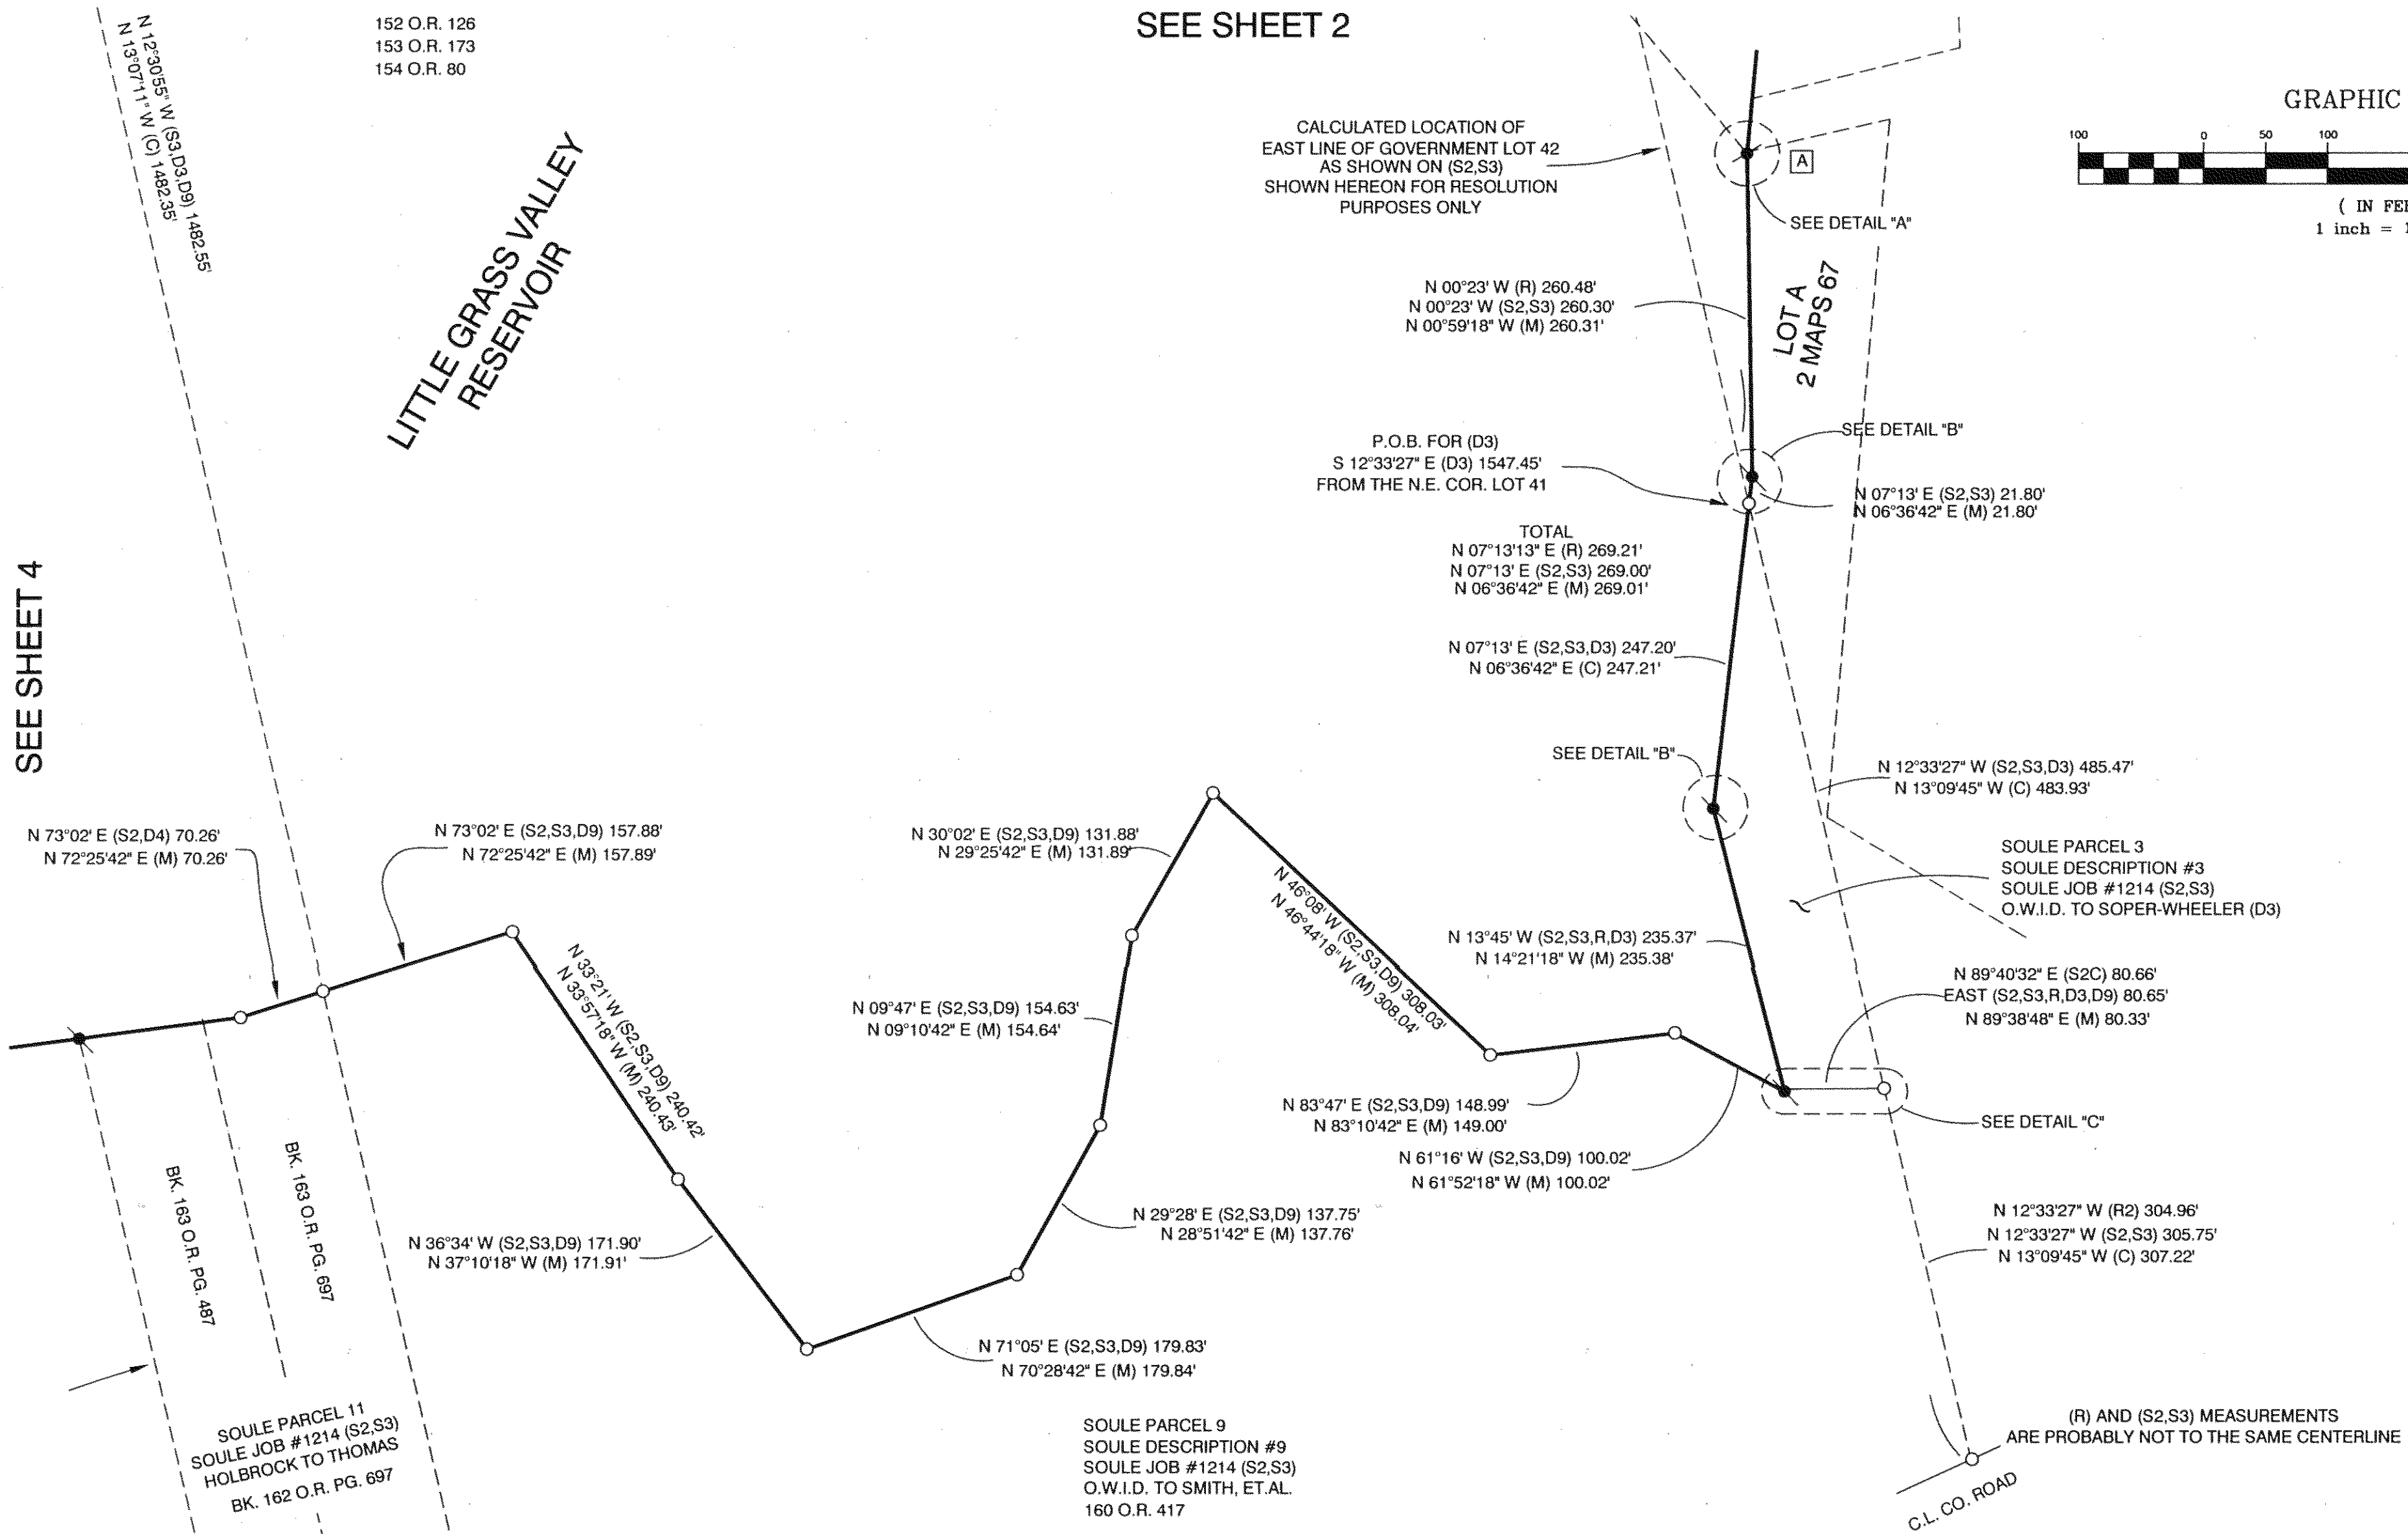 152 O.R. 126
153 O.R. 173
154 O.R. 80
SEE SHEET 2
N 12°30'55" W (S3,D3,D9) 1482.55'
N 13°07'11" W (C) 1482.35'
LITTLE GRASS VALLEY
RESERVOIR
CALCULATED LOCATION OF
EAST LINE OF GOVERNMENT LOT 42
AS SHOWN ON (S2,S3)
SHOWN HEREON FOR RESOLUTION
PURPOSES ONLY
A
SEE DETAIL "A"
GRAPHIC
100 0 50 100
( IN FEE
1 inch = 1
N 00°23' W (R) 260.48'
N 00°23' W (S2,S3) 260.30'
N 00°59'18" W (M) 260.31'
LOT A
2 MAPS 67
P.O.B. FOR (D3)
S 12°33'27" E (D3) 1547.45'
FROM THE N.E. COR. LOT 41
SEE DETAIL "B"
N 07°13' E (S2,S3) 21.80'
N 06°36'42" E (M) 21.80'
TOTAL
N 07°13'13" E (R) 269.21'
N 07°13' E (S2,S3) 269.00'
N 06°36'42" E (M) 269.01'
SEE SHEET 4
N 07°13' E (S2,S3,D3) 247.20'
N 06°36'42" E (C) 247.21'
SEE DETAIL "B"
N 12°33'27" W (S2,S3,D3) 485.47'
N 13°09'45" W (C) 483.93'
N 73°02' E (S2,D4) 70.26'
N 72°25'42" E (M) 70.26'
N 73°02' E (S2,S3,D9) 157.88'
N 72°25'42" E (M) 157.89'
N 30°02' E (S2,S3,D9) 131.88'
N 29°25'42" E (M) 131.89'
SOULE PARCEL 3
SOULE DESCRIPTION #3
SOULE JOB #1214 (S2,S3)
O.W.I.D. TO SOPER-WHEELER (D3)
N 46°08' W (S2,S3,D9) 308.03'
N 46°44'18" W (M) 308.04'
N 13°45' W (S2,S3,R,D3) 235.37'
N 14°21'18" W (M) 235.38'
N 33°21' W (S2,S3,D9) 240.42'
N 33°57'18" W (M) 240.43'
N 09°47' E (S2,S3,D9) 154.63'
N 09°10'42" E (M) 154.64'
N 89°40'32" E (S2C) 80.66'
EAST (S2,S3,R,D3,D9) 80.65'
N 89°38'48" E (M) 80.33'
N 83°47' E (S2,S3,D9) 148.99'
N 83°10'42" E (M) 149.00'
SEE DETAIL "C"
N 61°16' W (S2,S3,D9) 100.02'
N 61°52'18" W (M) 100.02'
BK. 163 O.R. PG. 487
BK. 163 O.R. PG. 697
N 36°34' W (S2,S3,D9) 171.90'
N 37°10'18" W (M) 171.91'
N 29°28' E (S2,S3,D9) 137.75'
N 28°51'42" E (M) 137.76'
N 12°33'27" W (R2) 304.96'
N 12°33'27" W (S2,S3) 305.75'
N 13°09'45" W (C) 307.22'
N 71°05' E (S2,S3,D9) 179.83'
N 70°28'42" E (M) 179.84'
SOULE PARCEL 11
SOULE JOB #1214 (S2,S3)
HOLBROCK TO THOMAS
BK. 162 O.R. PG. 697
SOULE PARCEL 9
SOULE DESCRIPTION #9
SOULE JOB #1214 (S2,S3)
O.W.I.D. TO SMITH, ET.AL.
160 O.R. 417
(R) AND (S2,S3) MEASUREMENTS
ARE PROBABLY NOT TO THE SAME CENTERLINE
C.L. CO. ROAD